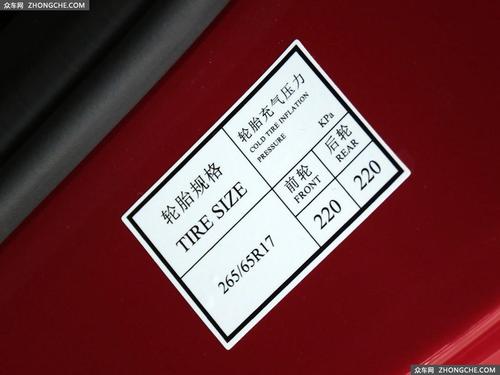 众车网 ZHONGCHE.COM
轮胎规格
TIRE SIZE
轮胎充气压力
COLD TIRE INFLATION
PRESSURE
KPa
前轮
FRONT
后轮
REAR
265/65R17
220
220
众车网 ZHONGCHE.COM